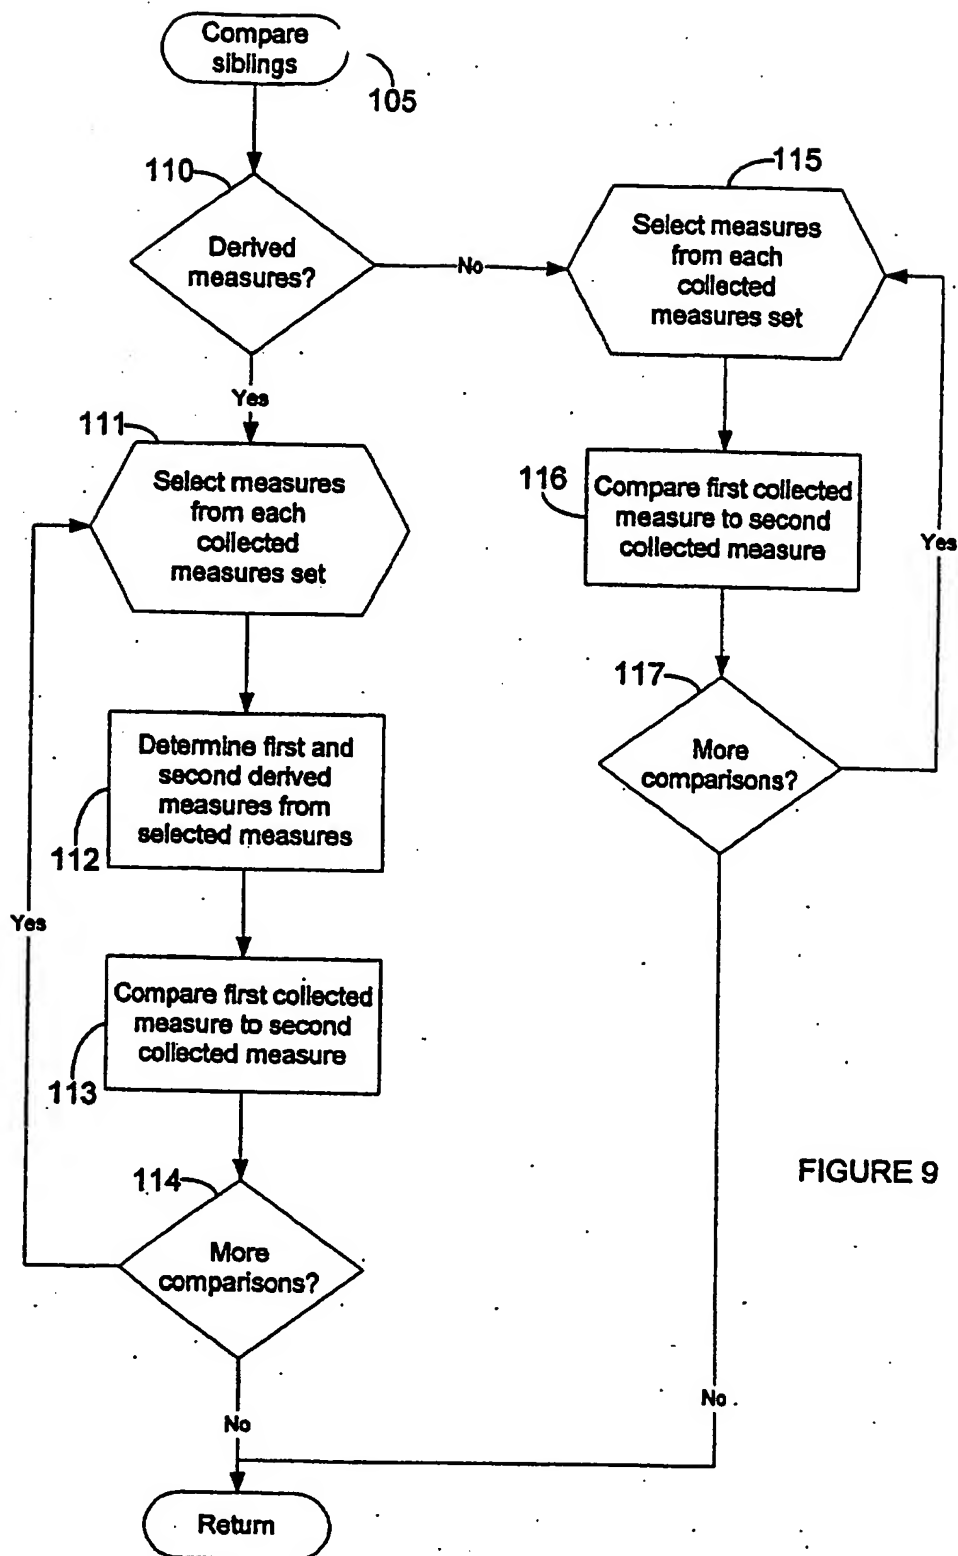 Compare
siblings
105
110
Derived
measures?
No
Yes
115
Select measures
from each
collected
measures set
111
Select measures
from each
collected
measures set
116
Compare first collected
measure to second
collected measure
Yes
117
More
comparisons?
Determine first and
second derived
measures from
selected measures
112
Yes
Compare first collected
measure to second
collected measure
113
FIGURE 9
114
More
comparisons?
No
No
Return